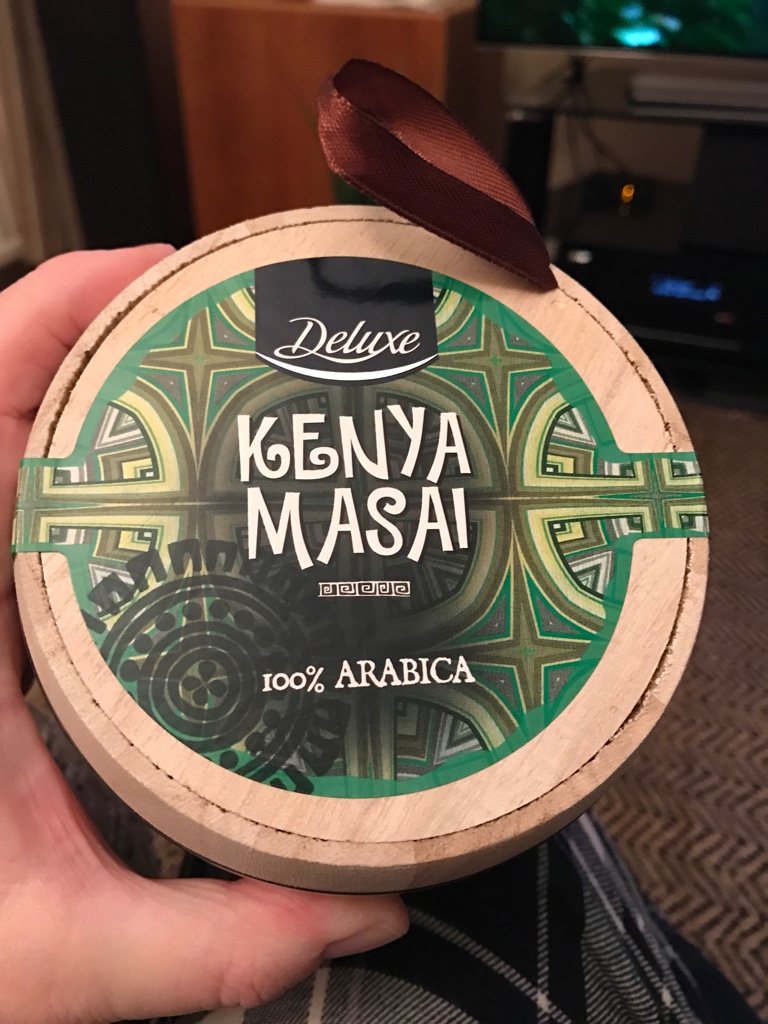 Deluxe
KENYA
MASAI
100% ARABICA